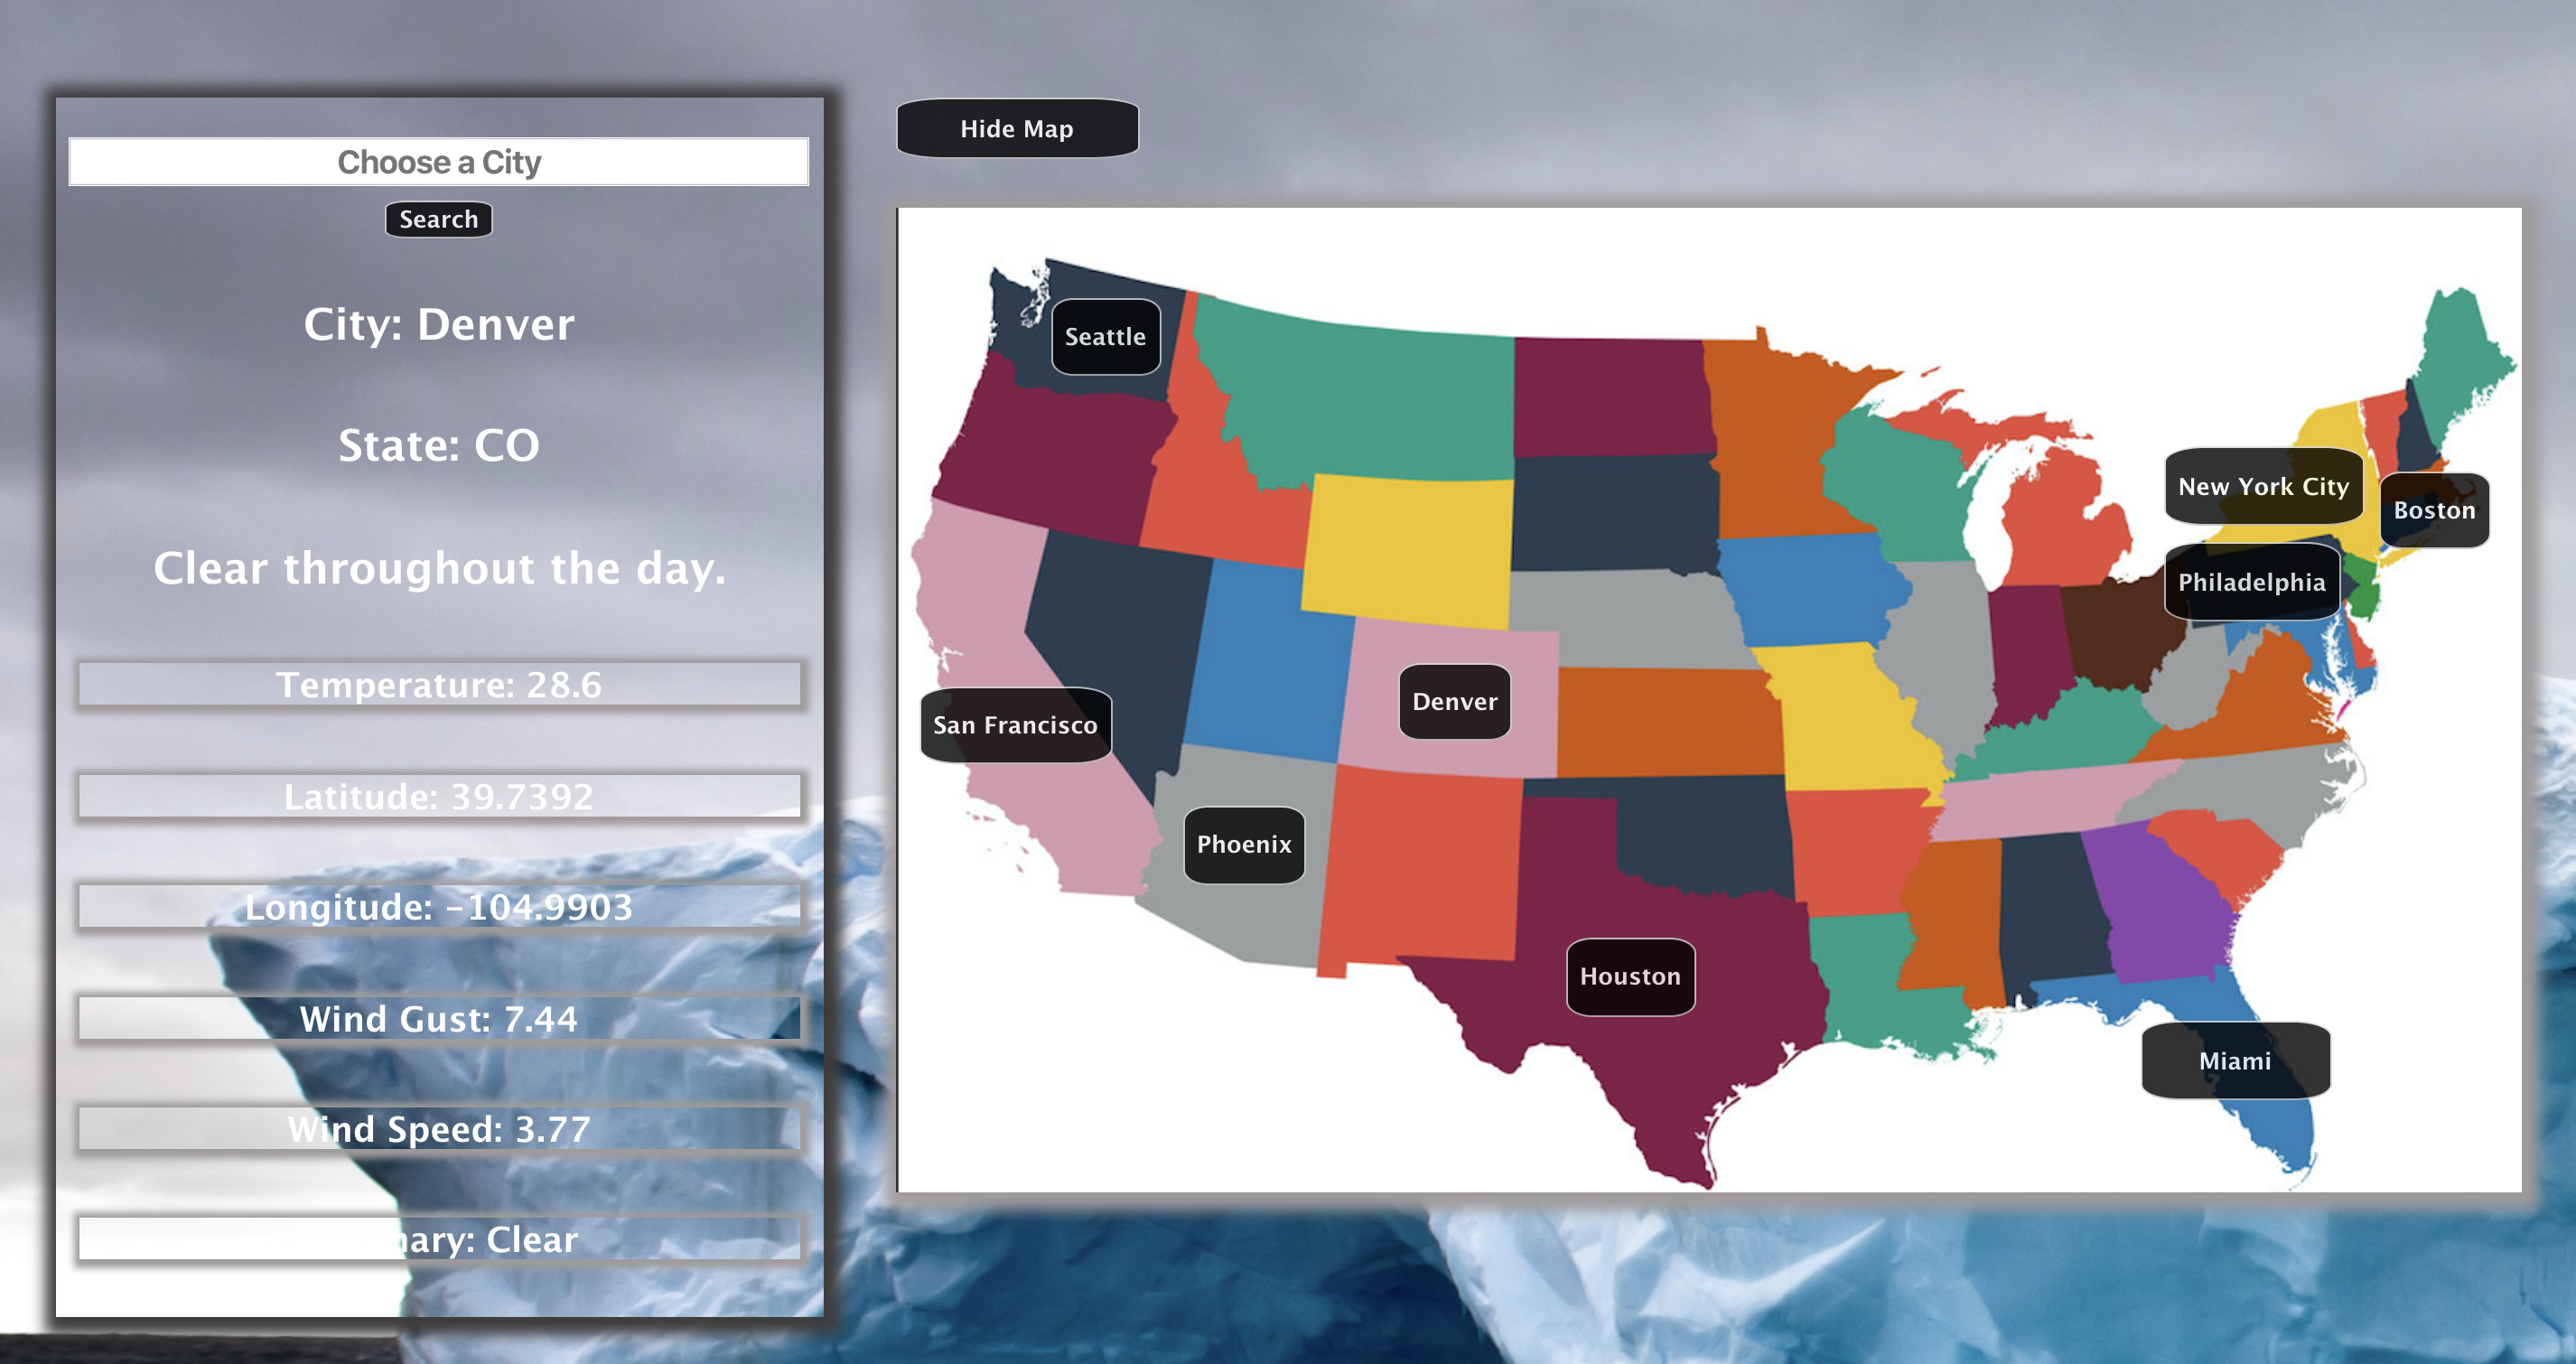 Choose a City
Search
City: Denver
State: CO
Clear throughout the day.
Temperature: 28.6
Latitude: 39.7392
Longitude: -104.9903
Wind Gust: 7.44
Wind Speed: 3.77
Summary: Clear
Hide Map
Seattle
New York City
Boston
Philadelphia
Denver
San Francisco
Phoenix
Houston
Miami